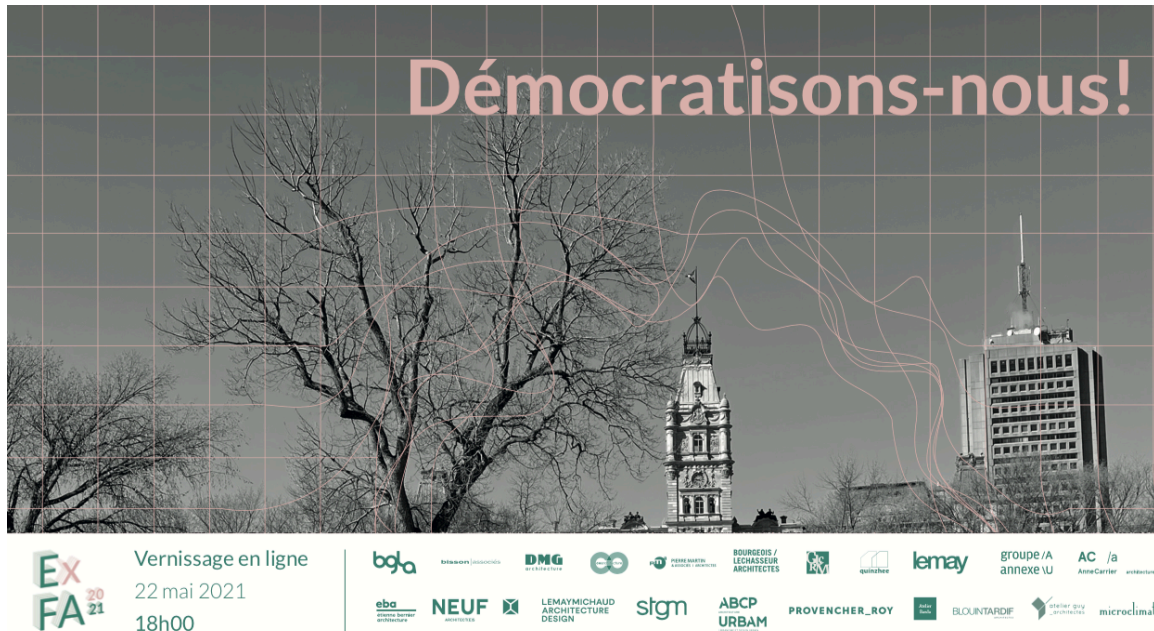 Démocratisons-nous!
Ex
20
FA
21
Vernissage en ligne
22 mai 2021
18h00
bgla
bisson | associés
DMG
architecture
PIERRE MARTIN
BOURGEOIS /
LECHASSEUR
ARCHITECTES
quinzhee
lemay
groupe /A
annexe \U
AC /a
AnneCarrier architecture
eba
étienne bernier
architecture
NEUF
ARCHITECTES
LEMAYMICHAUD
ARCHITECTURE
DESIGN
stgm
ABCP
URBAM
PROVENCHER_ROY
BLOUINTARDIF
atelier guy
_architectes
microclimat